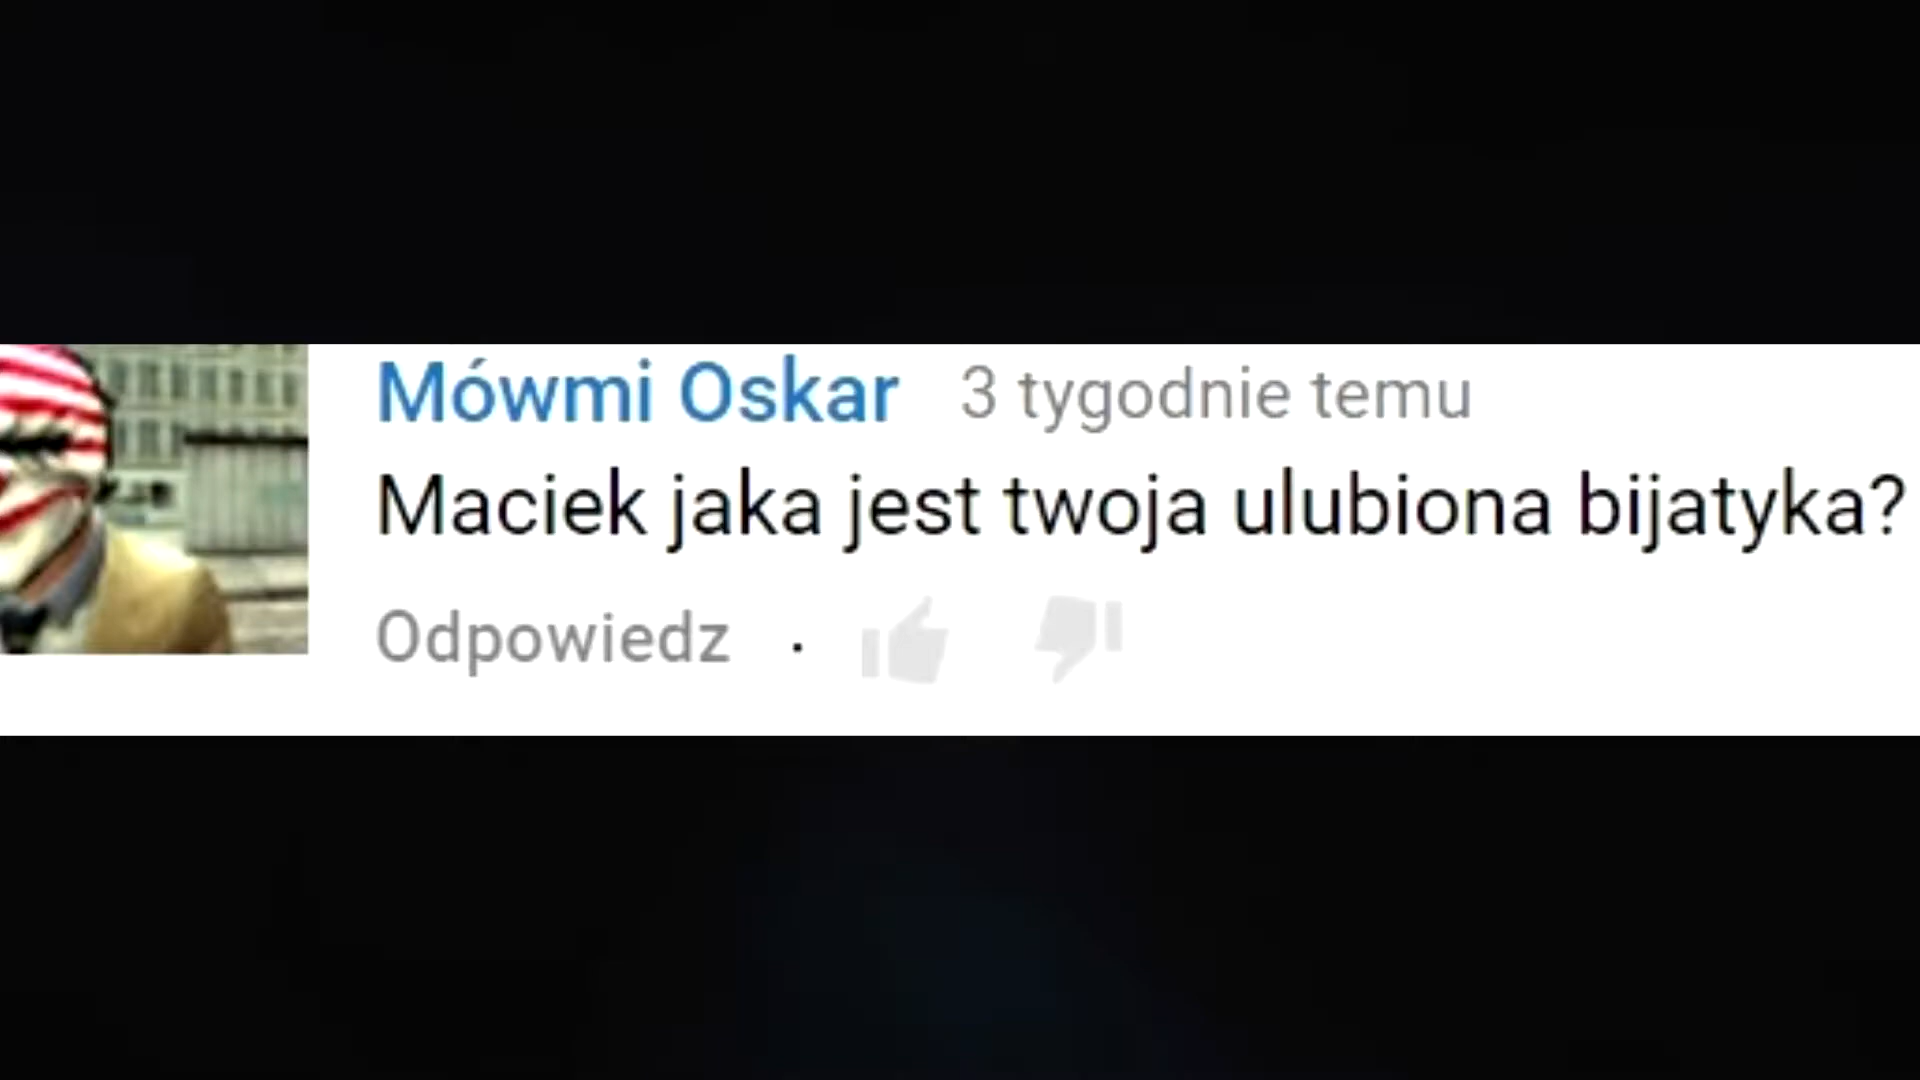 Mówmi Oskar 3 tygodnie temu
Maciek jaka jest twoja ulubiona bijatyka?
Odpowiedz ·